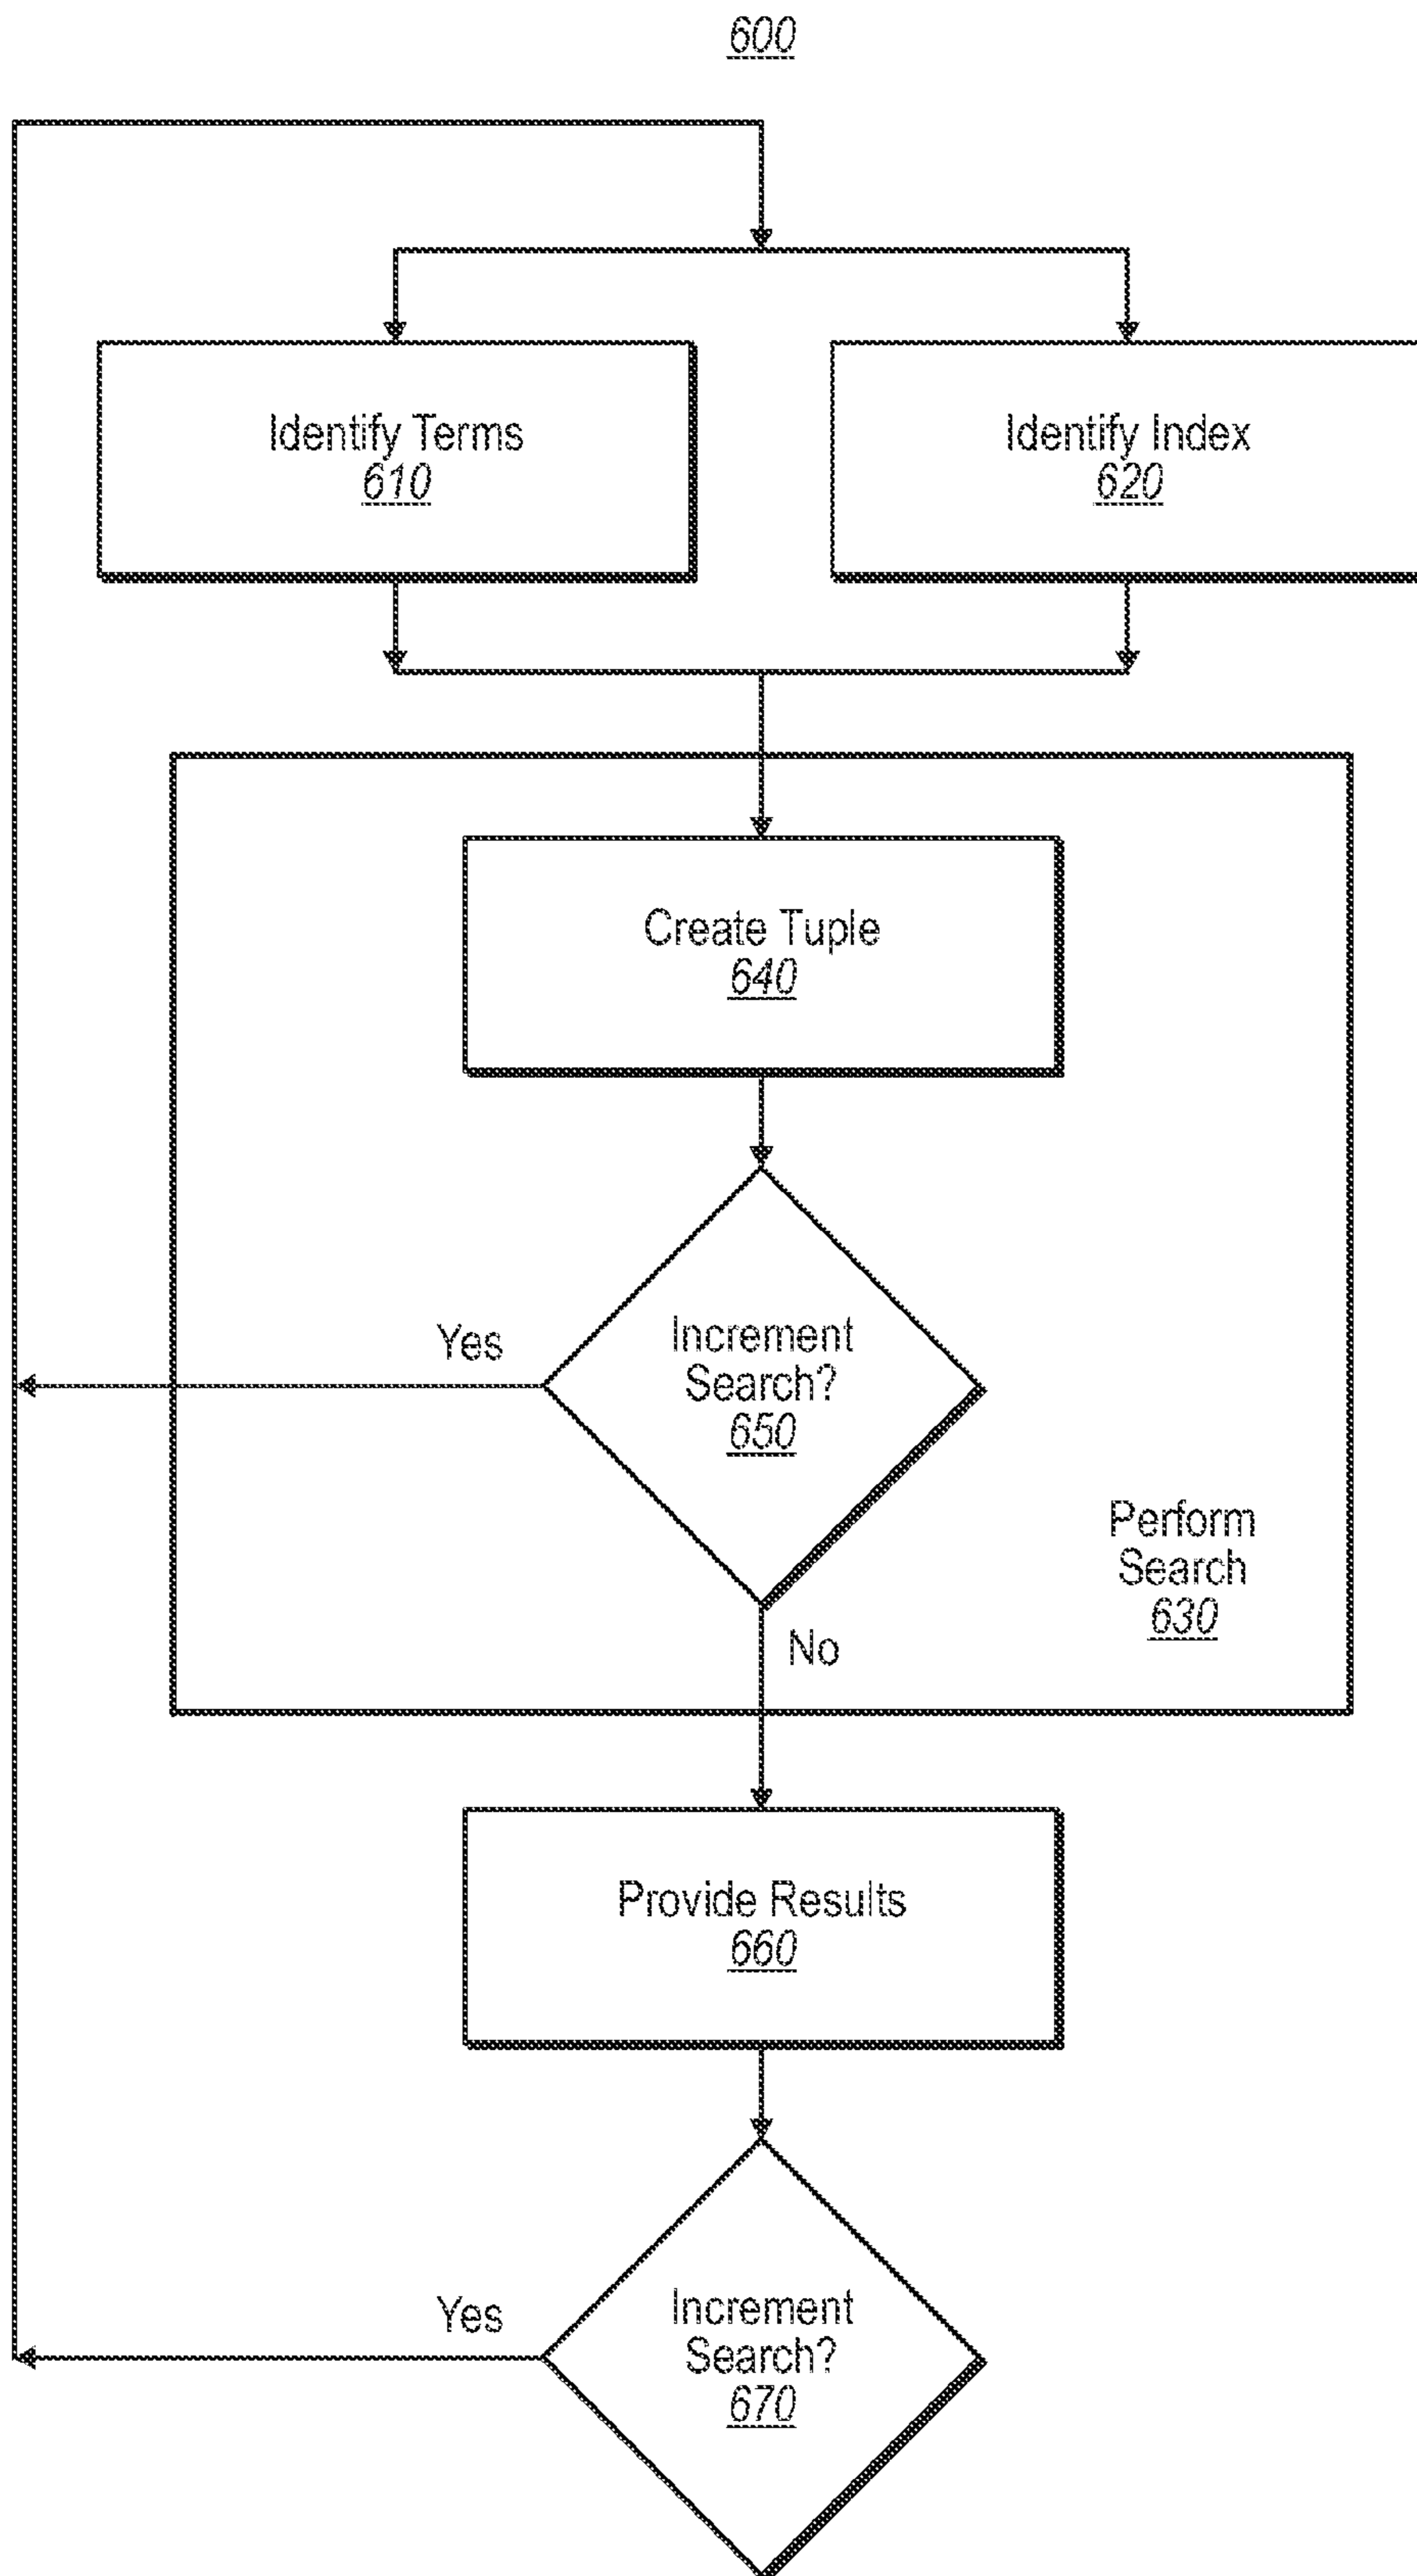 600
Identify Terms
610
Identify Index
620
Create Tuple
640
Yes
Increment
Search?
650
Perform
Search
630
No
Provide Results
660
Yes
Increment
Search?
670